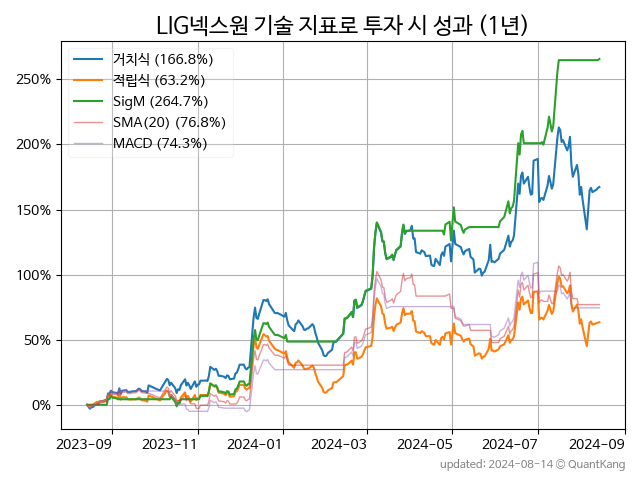 LIG넥스원 기술 지표로 투자 시 성과 (1년)
거치식 (166.8%)
적립식 (63.2%)
SigM (264.7%)
SMA(20) (76.8%)
MACD (74.3%)
250%
200%
150%
100%
50%
0%
2023-09 2023-11 2024-01 2024-03 2024-05 2024-07 2024-09
updated: 2024-08-14 @ QuantKang